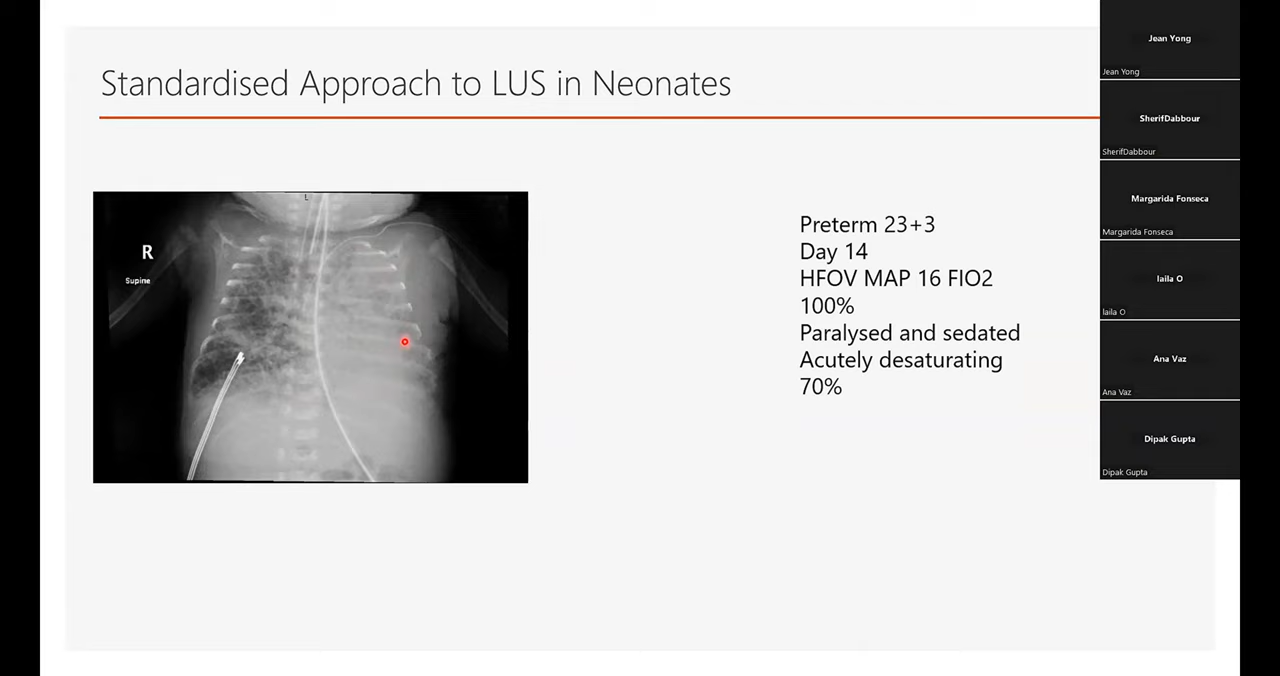 Standardised Approach to LUS in Neonates
L
R
Supine
Preterm 23+3
Day 14
HFOV MAP 16 FIO2
100%
Paralysed and sedated
Acutely desaturating
70%
Jean Yong
Jean Yong
SherifDabbour
SherifDabbour
Margarida Fonseca
Margarida Fonseca
laila O
laila O
Ana Vaz
Ana Vaz
Dipak Gupta
Dipak Gupta